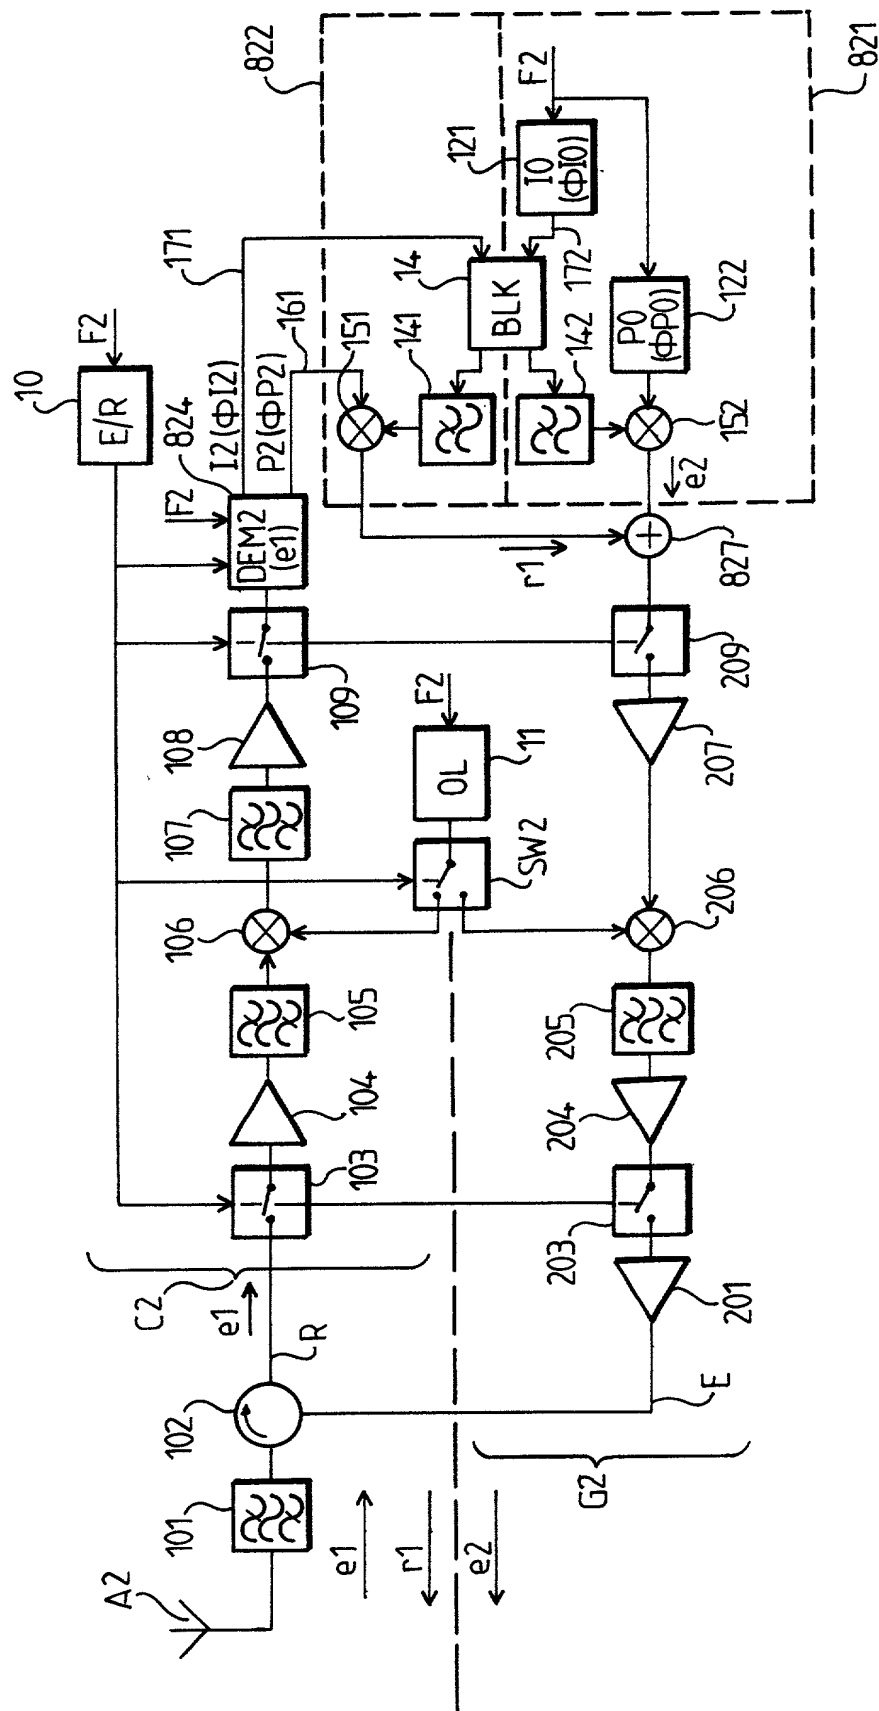 A2
101
102
C2
e1
R
103
104
105
106
107
108
109
10
E/R
F2
F2
824
DEM2
(e1)
I2 (ΦI2)
P2 (ΦP2)
171
161
151
141
822
821
14
BLK
121
I0
(ΦI0)
F2
172
142
P0
(ΦP0)
122
152
e2
r1
827
+
209
207
OL
11
F2
SW2
206
205
204
203
201
E
G2
e1
r1
e2